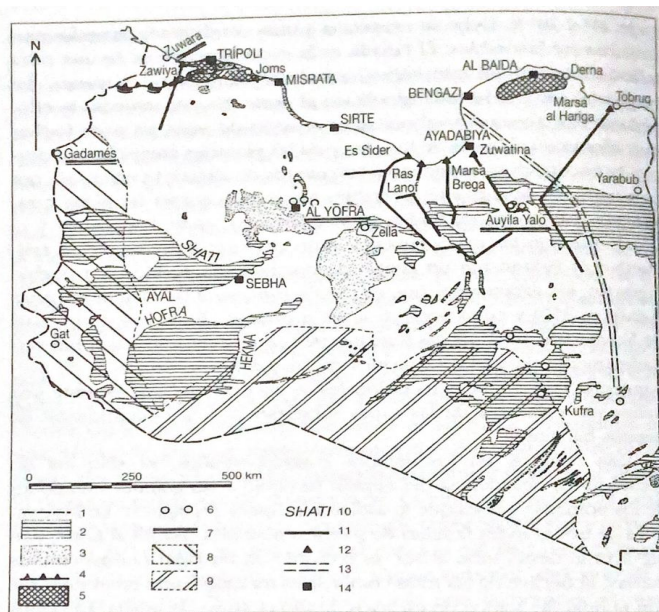 N
Zuwara
TRÍPOLI
Zawiya
Joms
MISRATA
SIRTE
AL BAIDA
Derna
BENGAZI
Marsa
al Hariga
Tobruq
AYADABIYA
Es Sider
Zuwatina
Ras
Lanof
Marsa
Brega
Yarabub
Auyila Yalo
Gadamés
AL YOFRA
Zeila
SHATI
SEBHA
AYAL
HOFRA
Gat
HEKMA
Kufra
0 250 500 km
1 6 SHATI 10
2 7 11
3 8 12
4 9 13
5 14